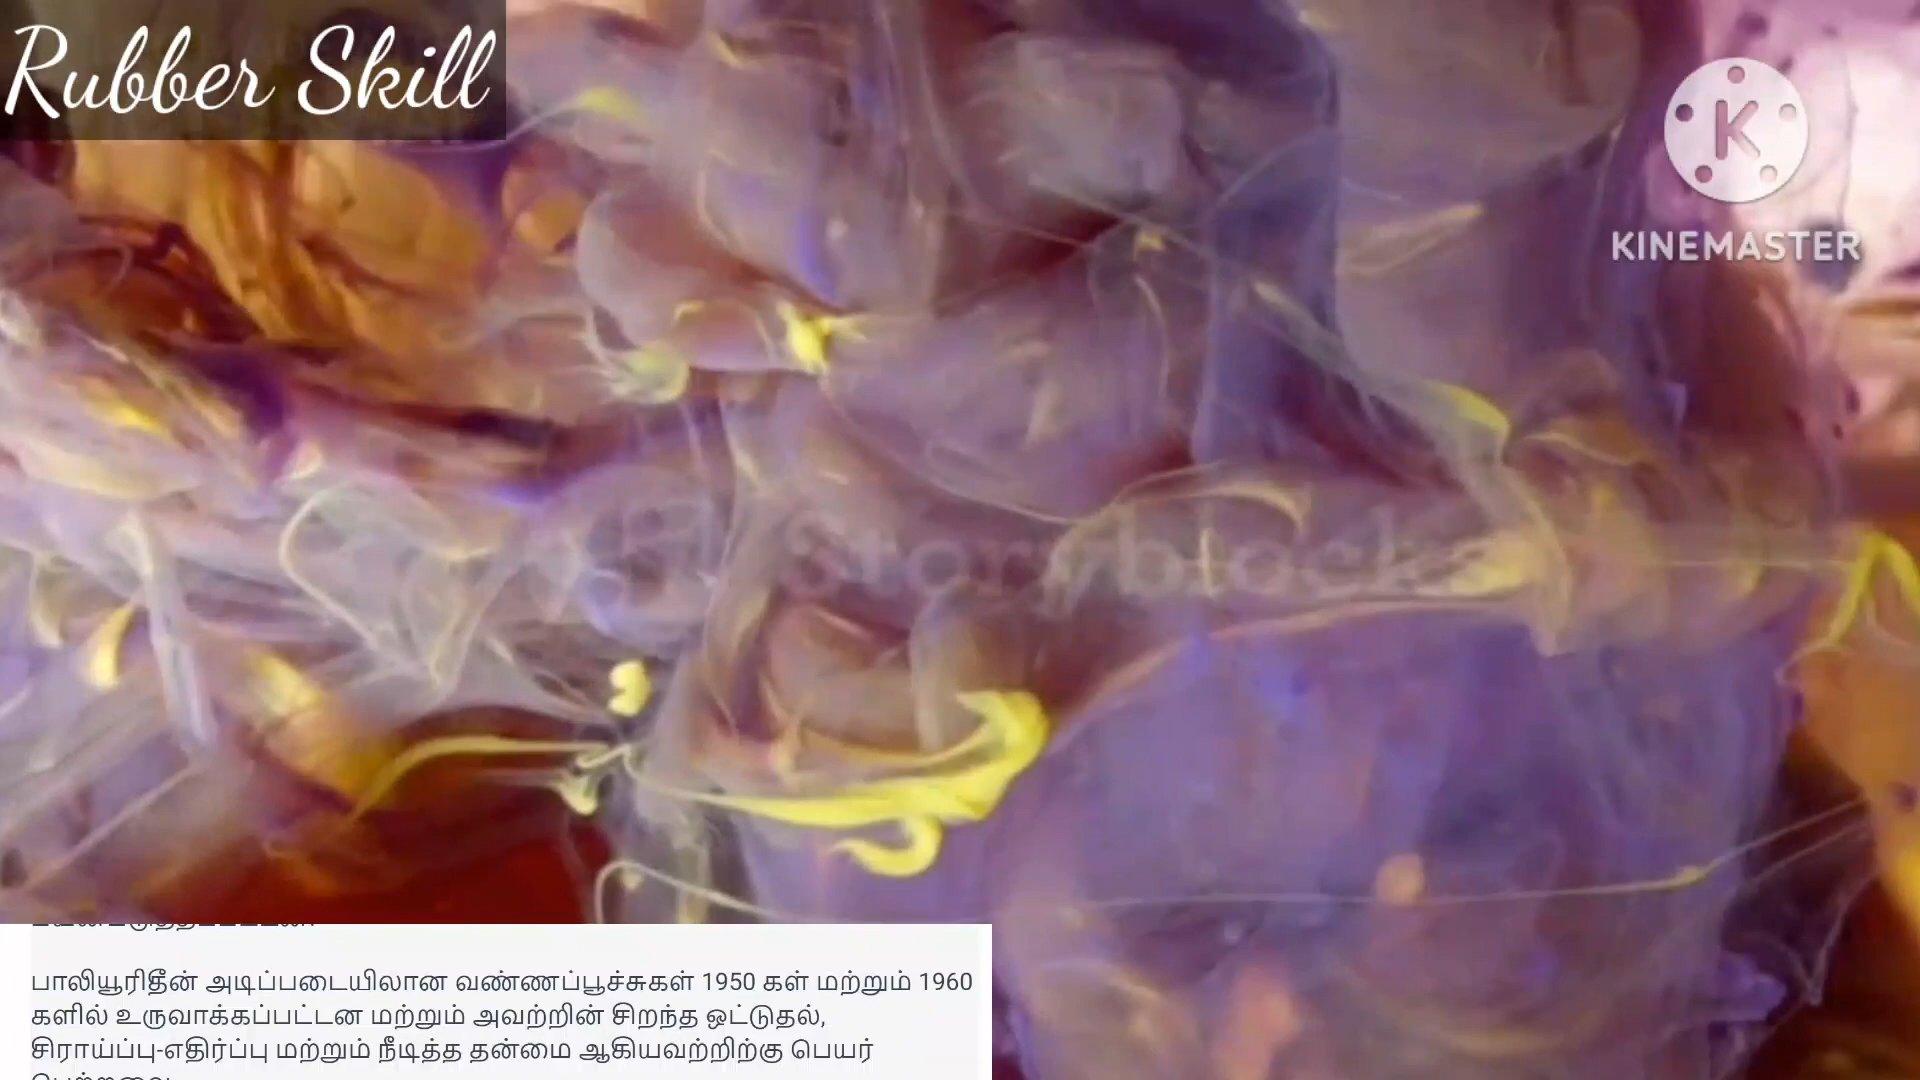 Rubber Skill
KINEMASTER
Storyblocks
பாலியூரிதீன் அடிப்படையிலான வண்ணப்பூச்சுகள் 1950 கள் மற்றும் 1960
களில் உருவாக்கப்பட்டன மற்றும் அவற்றின் சிறந்த ஒட்டுதல்,
சிராய்ப்பு-எதிர்ப்பு மற்றும் நீடித்த தன்மை ஆகியவற்றிற்கு பெயர்